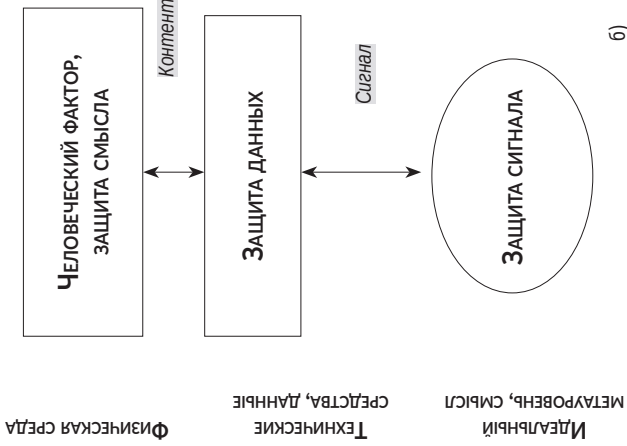 Человеческий фактор,
защита смысла
Контент
Защита данных
Сигнал
Защита сигнала
б)
Физическая среда
Технические
средства, данные
Идеальный
метауровень, смысл